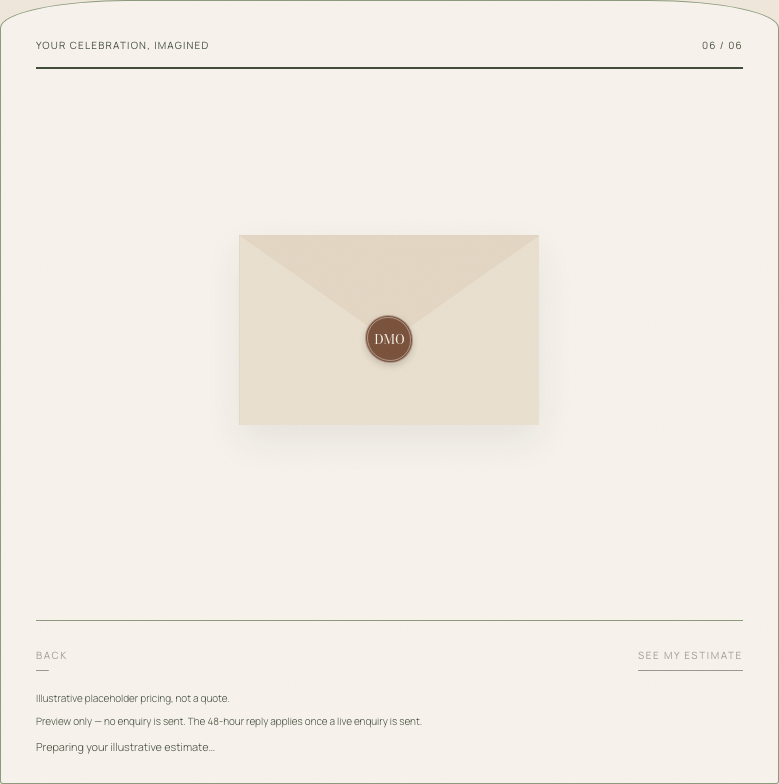 YOUR CELEBRATION, IMAGINED
06 / 06
DMO
BACK
SEE MY ESTIMATE
Illustrative placeholder pricing, not a quote.
Preview only — no enquiry is sent. The 48-hour reply applies once a live enquiry is sent.
Preparing your illustrative estimate...